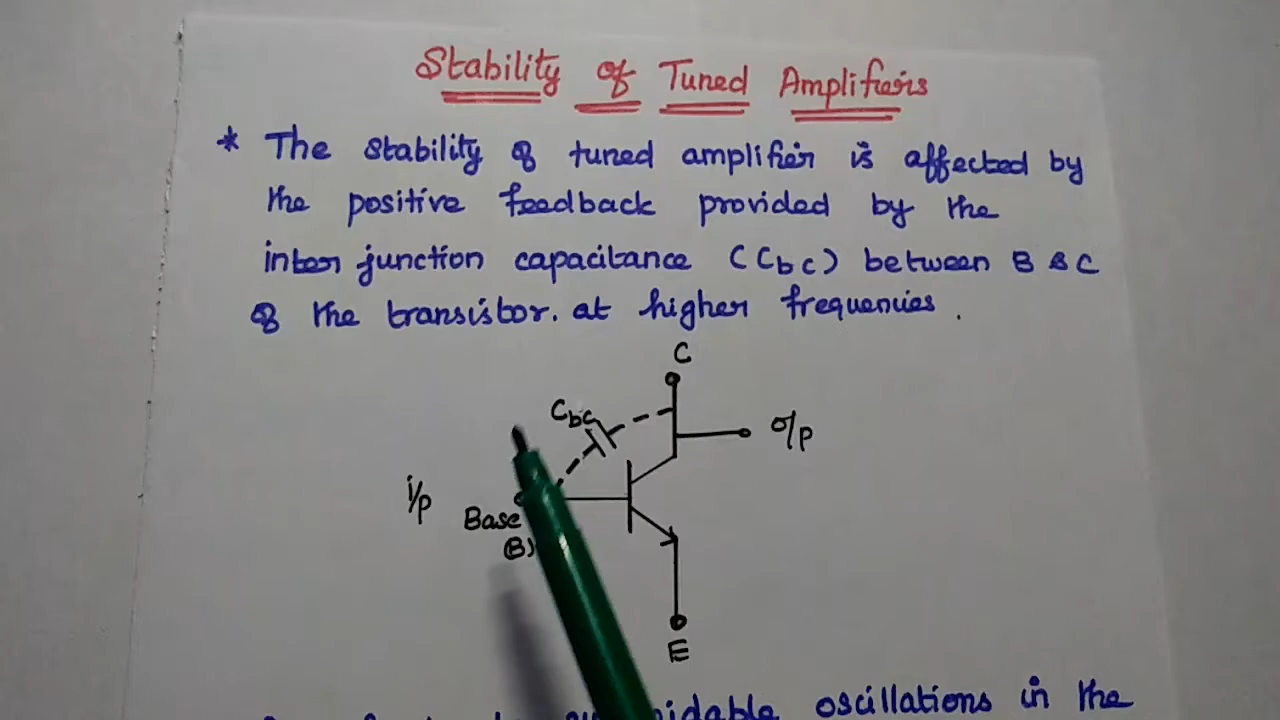 Stability of Tuned Amplifiers
* The stability of tuned amplifier is affected by
the positive feedback provided by the
inter junction capacitance (Cbc) between B & C
of the transistor. at higher frequencies.
C
Cbc
o/p
i/p
Base
(B)
E
oscillations in the